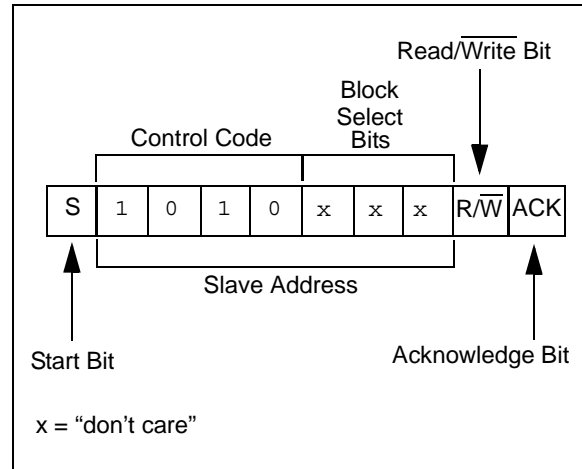 Read/Write Bit
Block
Select
Bits
Control Code
S 1 0 1 0 x x x R/W ACK
Slave Address
Start Bit
Acknowledge Bit
x = “don’t care”